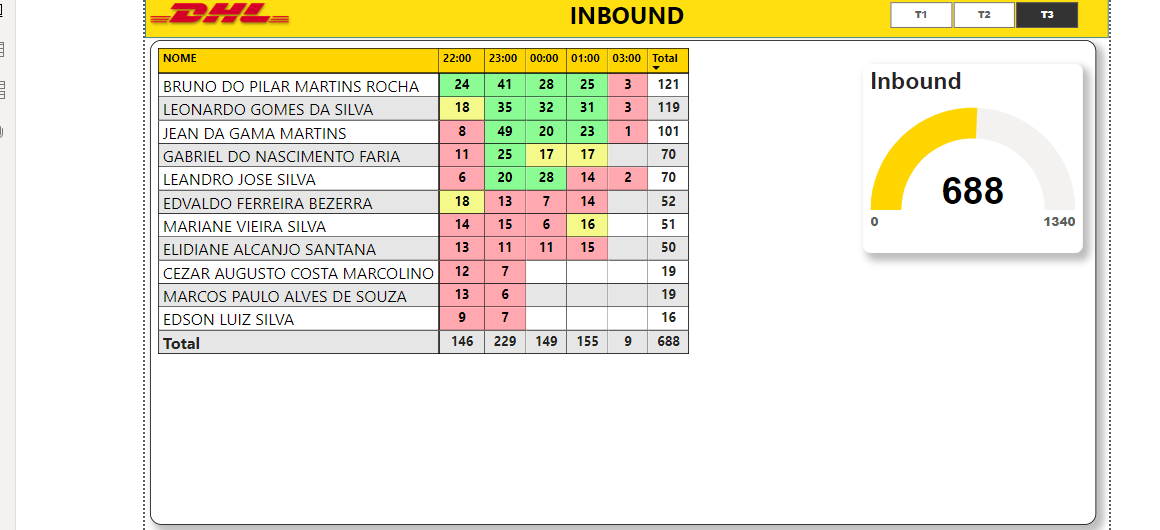 DHL
INBOUND
T1 T2 T3
NOME 22:00 23:00 00:00 01:00 03:00 Total
BRUNO DO PILAR MARTINS ROCHA 24 41 28 25 3 121
LEONARDO GOMES DA SILVA 18 35 32 31 3 119
JEAN DA GAMA MARTINS 8 49 20 23 1 101
GABRIEL DO NASCIMENTO FARIA 11 25 17 17 70
LEANDRO JOSE SILVA 6 20 28 14 2 70
EDVALDO FERREIRA BEZERRA 18 13 7 14 52
MARIANE VIEIRA SILVA 14 15 6 16 51
ELIDIANE ALCANJO SANTANA 13 11 11 15 50
CEZAR AUGUSTO COSTA MARCOLINO 12 7 19
MARCOS PAULO ALVES DE SOUZA 13 6 19
EDSON LUIZ SILVA 9 7 16
Total 146 229 149 155 9 688
Inbound
688
0 1340